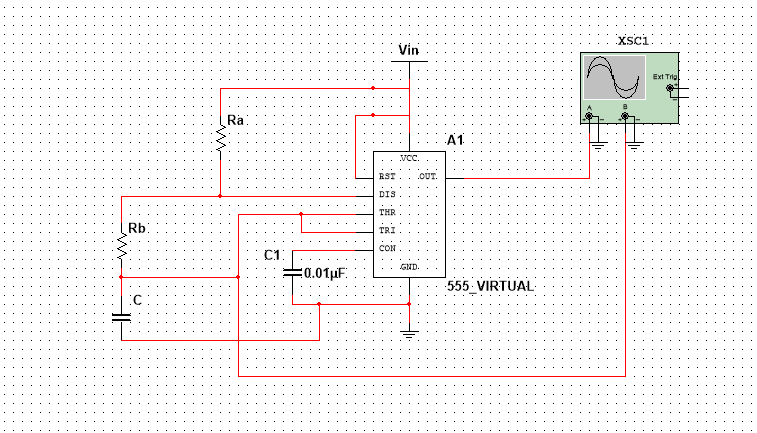 XSC1
Vin
Ext Trig
+
A
B
-
+
-
+
-
Ra
A1
VCC
RST
OUT
DIS
THR
Rb
TRI
CON
C1
0.01µF
GND
555_VIRTUAL
C